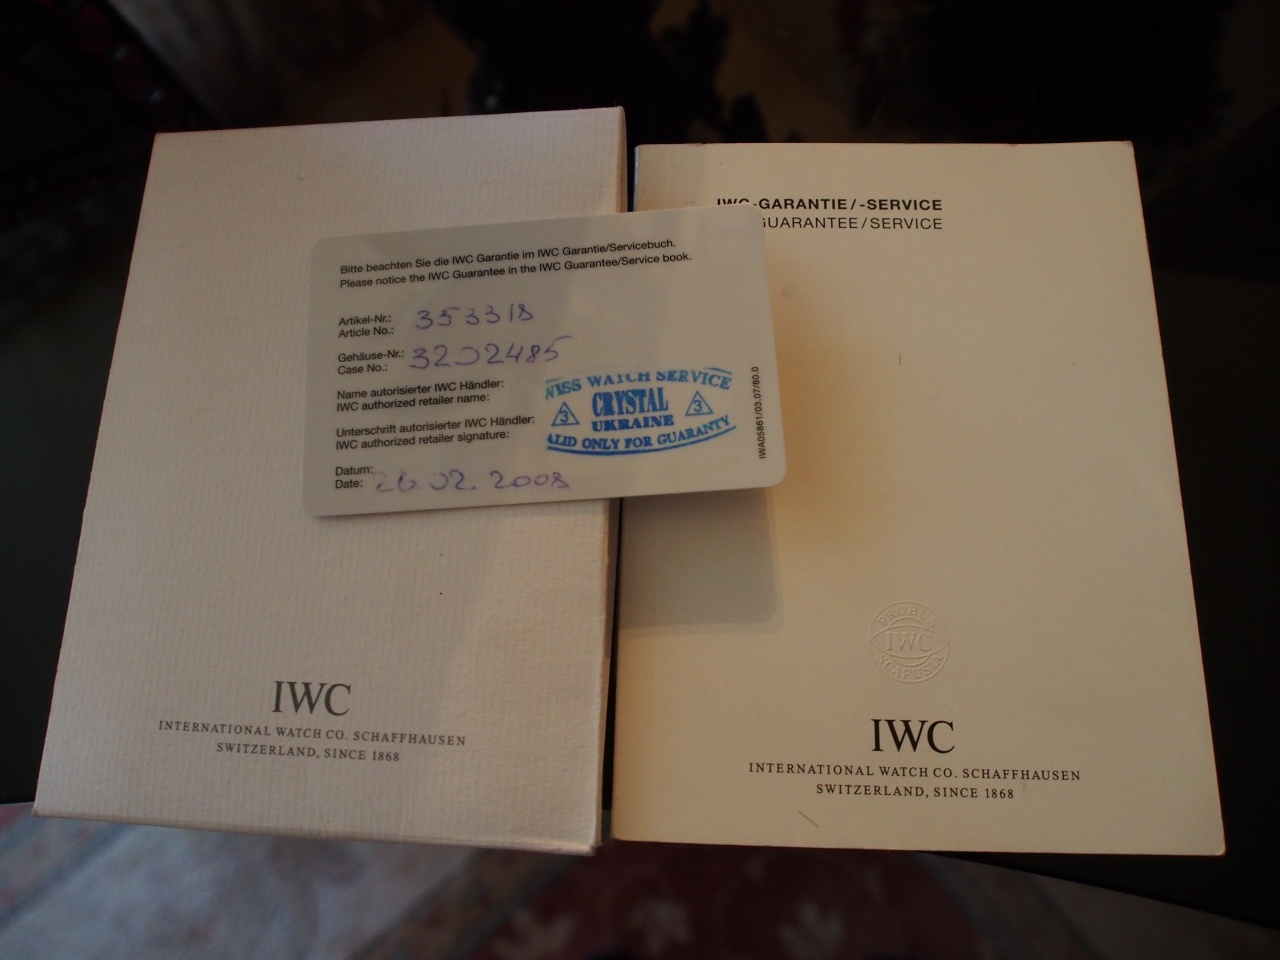 IWC-GARANTIE/-SERVICE
GUARANTEE/SERVICE
Bitte beachten Sie die IWC Garantie im IWC Garantie/Servicebuch.
Please notice the IWC Guarantee in the IWC Guarantee/Service book.
Artikel-Nr.: 353318
Article No.:
Gehäuse-Nr.: 3202485
Case No.:
Name autorisierter IWC Händler:
IWC authorized retailer name:
Unterschrift autorisierter IWC Händler:
IWC authorized retailer signature:
Datum:
Date: 26.02.2008
WISS WATCH SERVICE
3 CRYSTAL 3
UKRAINE
ALID ONLY FOR GUARANTY
IWA05861/03.07/80.0
PROBUS
IWC
SCAFUSIA
IWC
INTERNATIONAL WATCH CO. SCHAFFHAUSEN
SWITZERLAND, SINCE 1868
IWC
INTERNATIONAL WATCH CO. SCHAFFHAUSEN
SWITZERLAND, SINCE 1868